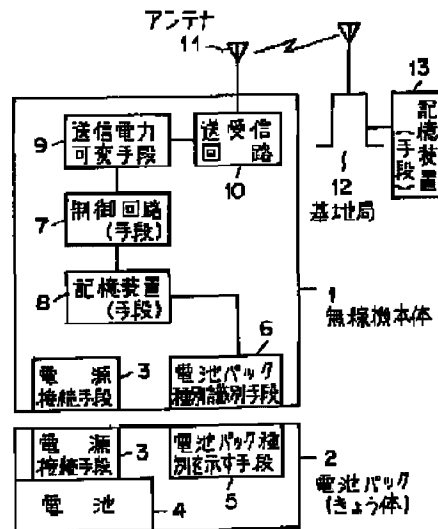 アンテナ
11
13
記憶装置
(手段)
9
送信電力
可変手段
送受信
回路
10
12
基地局
7
制御回路
(手段)
8
記憶装置
(手段)
6
1
無線機本体
電源
接続手段
3
電池パック
種別識別手段
電源
接続手段
3
電池パック種
別を示す手段
5
2
電池パック
(きょう体)
電池
4